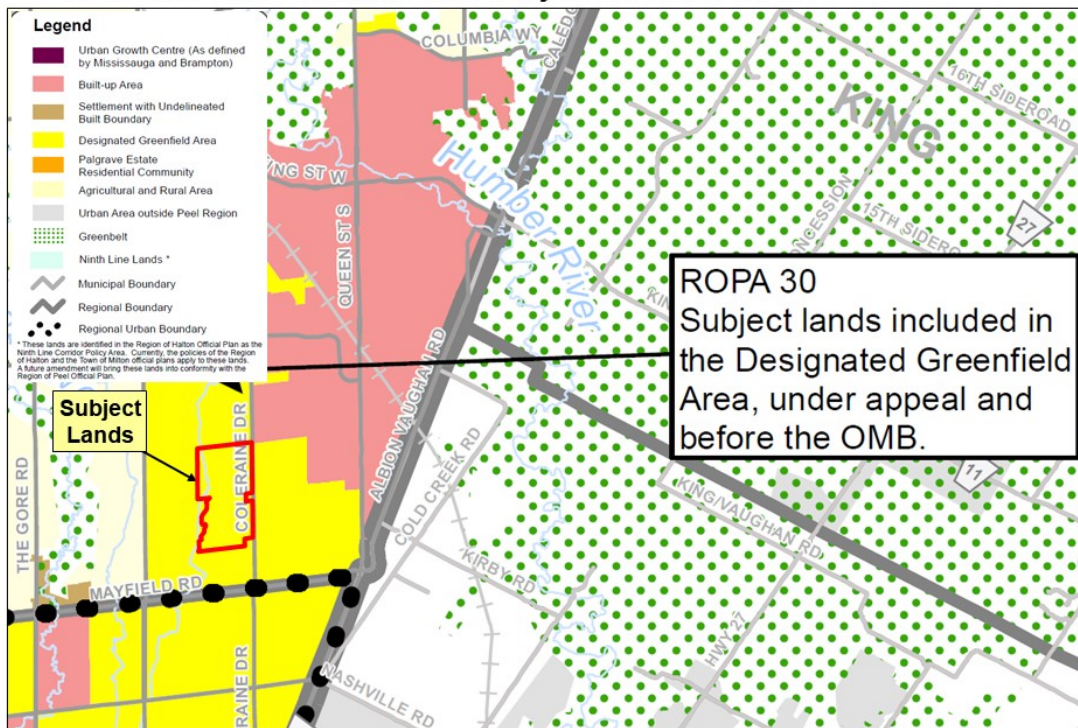 Legend
Urban Growth Centre (As defined
by Mississauga and Brampton)
Built-up Area
Settlement with Undelineated
Built Boundary
Designated Greenfield Area
Palgrave Estate
Residential Community
Agricultural and Rural Area
Urban Area outside Peel Region
Greenbelt
Ninth Line Lands *
Municipal Boundary
Regional Boundary
Regional Urban Boundary
* These lands are identified in the Region of Halton Official Plan as the
Ninth Line Corridor Policy Area. Currently, the policies of the Region
of Halton and the Town of Milton official plans apply to these lands.
A future amendment will bring these lands into conformity with the
Region of Peel Official Plan.
COLUMBIA WY
16TH SIDEROAD
KING
Humber River
ST W
QUEEN ST S
CONCESSION
15TH SIDEROAD
27
ROPA 30
Subject lands included in
the Designated Greenfield
Area, under appeal and
before the OMB.
ALBION VAUGHAN RD
Subject
Lands
COLERAINE DR
COLD CREEK RD
11
KING/VAUGHAN RD
THE GORE RD
KIRBY RD
MAYFIELD RD
HWY 27
NASHVILLE RD
RAINE DR